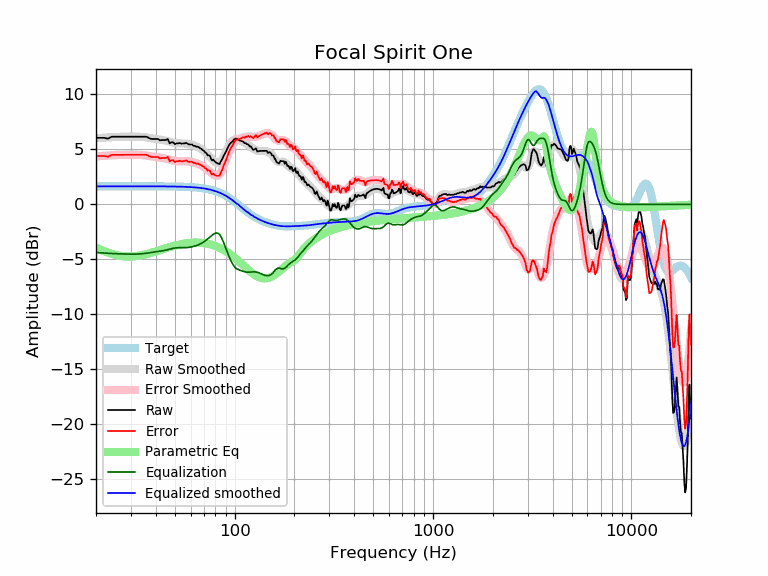 Focal Spirit One
10
5
0
−5
−10
−15
−20
−25
Amplitude (dBr)
Target
Raw Smoothed
Error Smoothed
Raw
Error
Parametric Eq
Equalization
Equalized smoothed
100 1000 10000
Frequency (Hz)